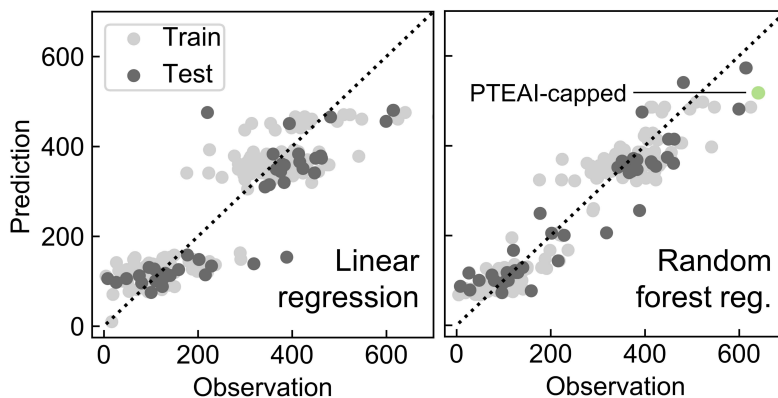 Train
Test
600
400
200
0
Prediction
Linear
regression
0
200
400
600
Observation
PTEAI-capped
Random
forest reg.
0
200
400
600
Observation